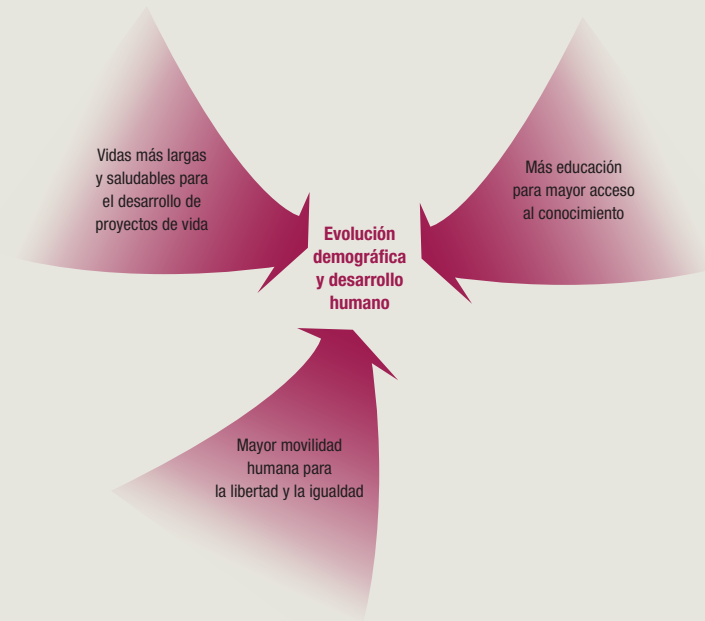 Vidas más largas
y saludables para
el desarrollo de
proyectos de vida
Más educación
para mayor acceso
al conocimiento
Evolución
demográfica
y desarrollo
humano
Mayor movilidad
humana para
la libertad y la igualdad